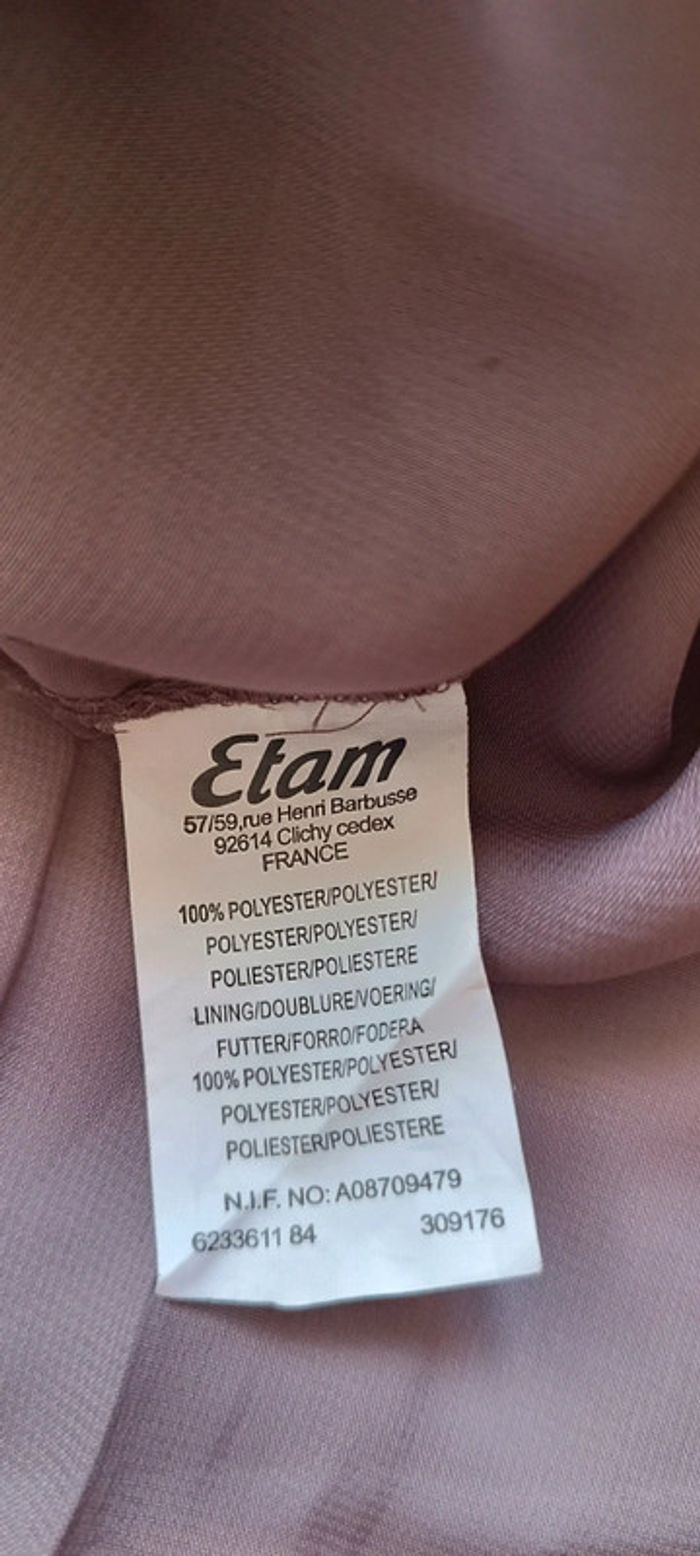 Etam
57/59,rue Henri Barbusse
92614 Clichy cedex
FRANCE
100% POLYESTER/POLYESTER/
POLYESTER/POLYESTER/
POLIESTER/POLIESTERE
LINING/DOUBLURE/VOERING/
FUTTER/FORRO/FODERA
100% POLYESTER/POLYESTER/
POLYESTER/POLYESTER/
POLIESTER/POLIESTERE
N.I.F. NO: A08709479
6233611 84 309176